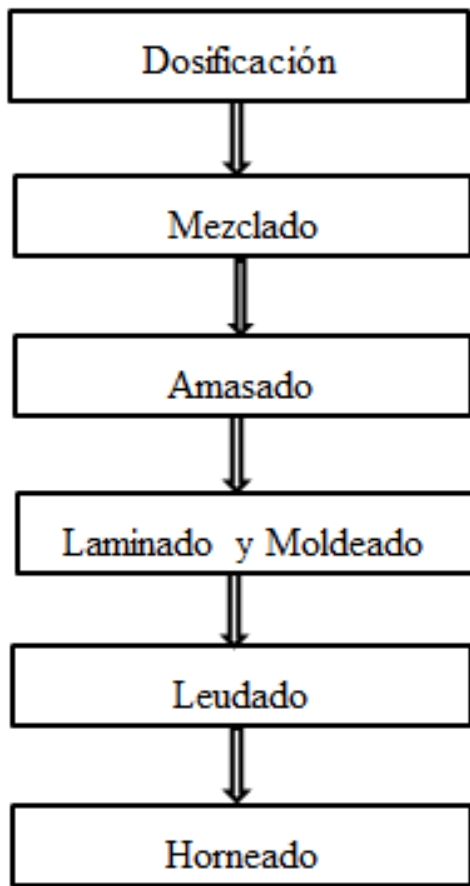 Dosificación
Mezclado
Amasado
Laminado y Moldeado
Leudado
Horneado